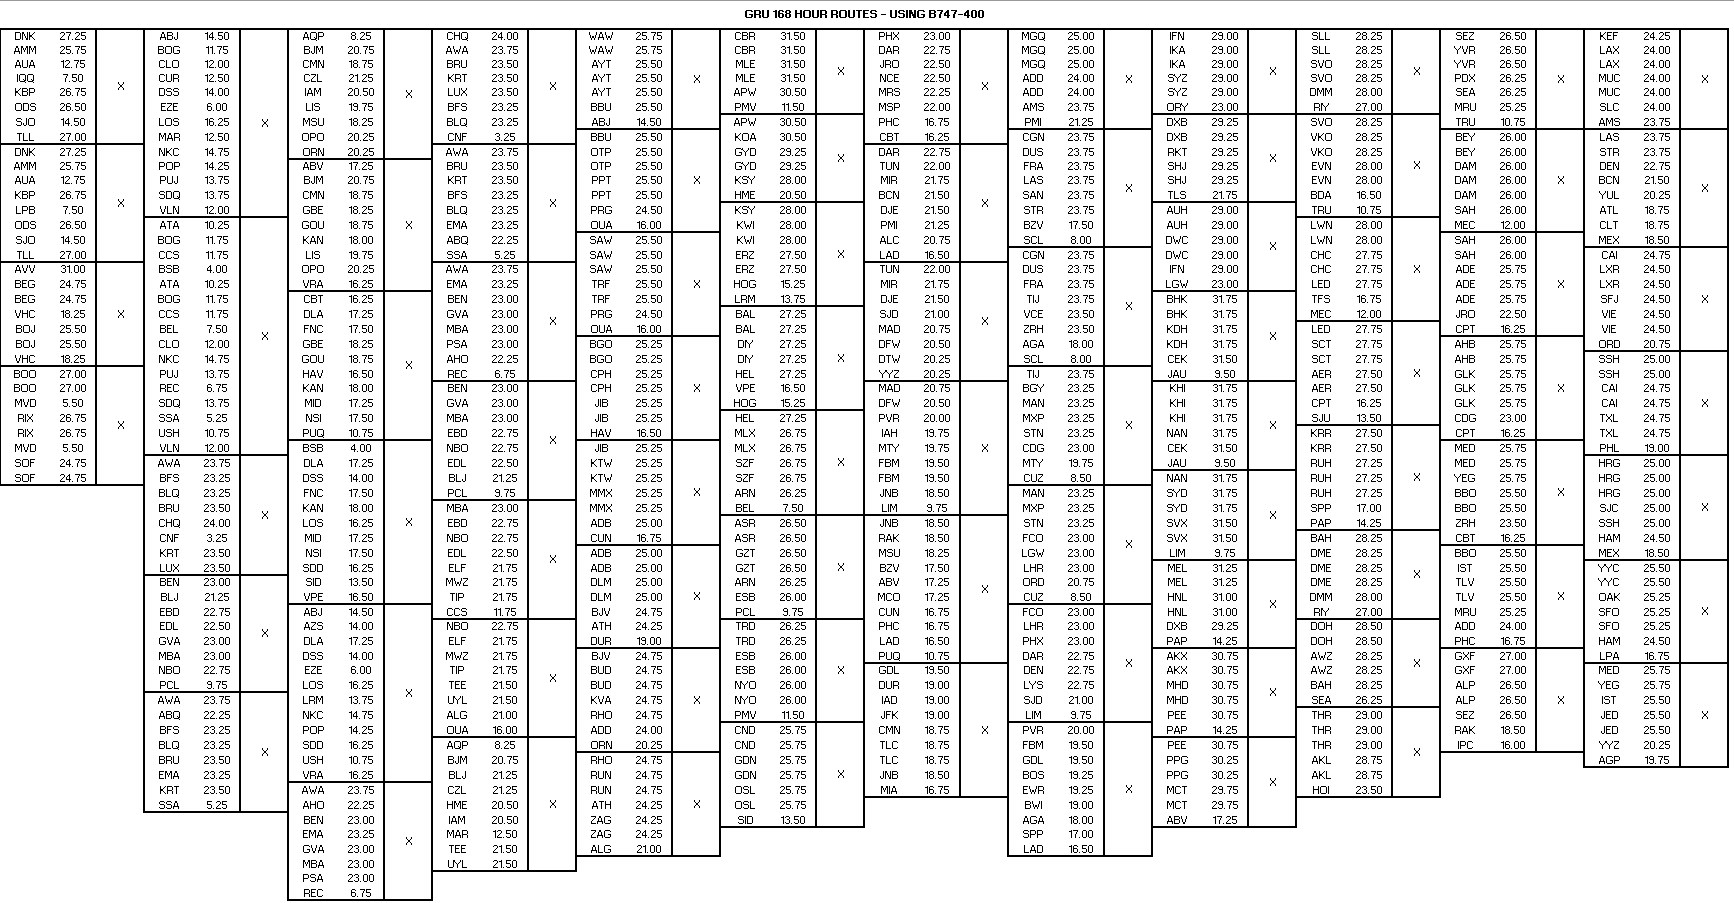 GRU 168 HOUR ROUTES - USING B747-400
DNK 27.25
AMM 25.75
AUA 12.75
IQQ 7.50
KBP 26.75
ODS 26.50
SJO 14.50
TLL 27.00
X
DNK 27.25
AMM 25.75
AUA 12.75
KBP 26.75
LPB 7.50
ODS 26.50
SJO 14.50
TLL 27.00
X
AVV 31.00
BEG 24.75
BEG 24.75
VHC 18.25
BOJ 25.50
BOJ 25.50
VHC 18.25
X
BOO 27.00
BOO 27.00
MVD 5.50
RIX 26.75
RIX 26.75
MVD 5.50
SOF 24.75
SOF 24.75
X
ABJ 14.50
BOG 11.75
CLO 12.00
CUR 12.50
DSS 14.00
EZE 6.00
LOS 16.25
MAR 12.50
NKC 14.75
POP 14.25
PUJ 13.75
SDQ 13.75
VLN 12.00
X
ATA 10.25
BOG 11.75
CCS 11.75
BSB 4.00
ATA 10.25
BOG 11.75
CCS 11.75
BEL 7.50
CLO 12.00
NKC 14.75
PUJ 13.75
REC 6.75
SDQ 13.75
SSA 5.25
USH 10.75
VLN 12.00
X
AWA 23.75
BFS 23.25
BLQ 23.25
BRU 23.50
CHQ 24.00
CNF 3.25
KRT 23.50
LUX 23.50
X
BEN 23.00
BLJ 21.25
EBD 22.75
EDL 22.50
GVA 23.00
MBA 23.00
NBO 22.75
PCL 9.75
X
AWA 23.75
ABQ 22.25
BFS 23.25
BLQ 23.25
BRU 23.50
EMA 23.25
KRT 23.50
SSA 5.25
X
AQP 8.25
BJM 20.75
CMN 18.75
CZL 21.25
IAM 20.50
LIS 19.75
MSU 18.25
OPO 20.25
ORN 20.25
X
ABV 17.25
BJM 20.75
CMN 18.75
GBE 18.25
GOU 18.75
KAN 18.00
LIS 19.75
OPO 20.25
VRA 16.25
X
CBT 16.25
DLA 17.25
FNC 17.50
GBE 18.25
GOU 18.75
HAV 16.50
KAN 18.00
MID 17.25
NSI 17.50
PUQ 10.75
X
BSB 4.00
DLA 17.25
DSS 14.00
FNC 17.50
KAN 18.00
LOS 16.25
MID 17.25
NSI 17.50
SDD 16.25
SID 13.50
VPE 16.50
X
ABJ 14.50
AZS 14.00
DLA 17.25
DSS 14.00
EZE 6.00
LOS 16.25
LRM 13.75
NKC 14.75
POP 14.25
SDD 16.25
USH 10.75
VRA 16.25
X
AWA 23.75
AHO 22.25
BEN 23.00
EMA 23.25
GVA 23.00
MBA 23.00
PSA 23.00
REC 6.75
X
CHQ 24.00
AWA 23.75
BRU 23.50
KRT 23.50
LUX 23.50
BFS 23.25
BLQ 23.25
CNF 3.25
X
AWA 23.75
BRU 23.50
KRT 23.50
BFS 23.25
BLQ 23.25
EMA 23.25
ABQ 22.25
SSA 5.25
X
AWA 23.75
EMA 23.25
BEN 23.00
GVA 23.00
MBA 23.00
PSA 23.00
AHO 22.25
REC 6.75
X
BEN 23.00
GVA 23.00
MBA 23.00
EBD 22.75
NBO 22.75
EDL 22.50
BLJ 21.25
PCL 9.75
X
MBA 23.00
EBD 22.75
NBO 22.75
EDL 22.50
ELF 21.75
MWZ 21.75
TIP 21.75
CCS 11.75
X
NBO 22.75
ELF 21.75
MWZ 21.75
TIP 21.75
TEE 21.50
UYL 21.50
ALG 21.00
OUA 16.00
X
AQP 8.25
BJM 20.75
BLJ 21.25
CZL 21.25
HME 20.50
IAM 20.50
MAR 12.50
TEE 21.50
UYL 21.50
X
WAW 25.75
WAW 25.75
AYT 25.50
AYT 25.50
AYT 25.50
BBU 25.50
ABJ 14.50
X
BBU 25.50
OTP 25.50
OTP 25.50
PPT 25.50
PPT 25.50
PRG 24.50
OUA 16.00
X
SAW 25.50
SAW 25.50
SAW 25.50
TRF 25.50
TRF 25.50
PRG 24.50
OUA 16.00
X
BGO 25.25
BGO 25.25
CPH 25.25
CPH 25.25
JIB 25.25
JIB 25.25
HAV 16.50
X
JIB 25.25
KTW 25.25
KTW 25.25
MMX 25.25
MMX 25.25
ADB 25.00
CUN 16.75
X
ADB 25.00
ADB 25.00
DLM 25.00
DLM 25.00
BJV 24.75
ATH 24.25
DUR 19.00
X
BJV 24.75
BUD 24.75
BUD 24.75
KVA 24.75
RHO 24.75
ADD 24.00
ORN 20.25
X
RHO 24.75
RUN 24.75
RUN 24.75
ATH 24.25
ZAG 24.25
ZAG 24.25
ALG 21.00
X
CBR 31.50
CBR 31.50
MLE 31.50
MLE 31.50
APW 30.50
PMV 11.50
X
APW 30.50
KOA 30.50
GYD 29.25
GYD 29.25
KSY 28.00
HME 20.50
X
KSY 28.00
KWI 28.00
KWI 28.00
ERZ 27.50
ERZ 27.50
HOG 15.25
LRM 13.75
X
BAL 27.25
BAL 27.25
DIY 27.25
DIY 27.25
HEL 27.25
VPE 16.50
HOG 15.25
X
HEL 27.25
MLX 26.75
MLX 26.75
SZF 26.75
SZF 26.75
ARN 26.25
BEL 7.50
X
ASR 26.50
ASR 26.50
GZT 26.50
GZT 26.50
ARN 26.25
ESB 26.00
PCL 9.75
X
TRD 26.25
TRD 26.25
ESB 26.00
ESB 26.00
NYO 26.00
NYO 26.00
PMV 11.50
X
CND 25.75
CND 25.75
GDN 25.75
GDN 25.75
OSL 25.75
OSL 25.75
SID 13.50
X
PHX 23.00
DAR 22.75
JRO 22.50
NCE 22.50
MRS 22.25
MSP 22.00
PHC 16.75
CBT 16.25
X
DAR 22.75
TUN 22.00
MIR 21.75
BCN 21.50
DJE 21.50
PMI 21.25
ALC 20.75
LAD 16.50
X
TUN 22.00
MIR 21.75
DJE 21.50
SJD 21.00
MAD 20.75
DFW 20.50
DTW 20.25
YYZ 20.25
X
MAD 20.75
DFW 20.50
PVR 20.00
IAH 19.75
MTY 19.75
FBM 19.50
FBM 19.50
JNB 18.50
LIM 9.75
X
JNB 18.50
RAK 18.50
MSU 18.25
BZV 17.50
ABV 17.25
MCO 17.25
CUN 16.75
PHC 16.75
LAD 16.50
PUQ 10.75
X
GDL 19.50
DUR 19.00
IAD 19.00
JFK 19.00
CMN 18.75
TLC 18.75
TLC 18.75
JNB 18.50
MIA 16.75
X
MGQ 25.00
MGQ 25.00
MGQ 25.00
ADD 24.00
ADD 24.00
AMS 23.75
PMI 21.25
X
CGN 23.75
DUS 23.75
FRA 23.75
LAS 23.75
SAN 23.75
STR 23.75
BZV 17.50
SCL 8.00
X
CGN 23.75
DUS 23.75
FRA 23.75
TIJ 23.75
VCE 23.50
ZRH 23.50
AGA 18.00
SCL 8.00
X
TIJ 23.75
BGY 23.25
MAN 23.25
MXP 23.25
STN 23.25
CDG 23.00
MTY 19.75
CUZ 8.50
X
MAN 23.25
MXP 23.25
STN 23.25
FCO 23.00
LGW 23.00
LHR 23.00
ORD 20.75
CUZ 8.50
X
FCO 23.00
LHR 23.00
PHX 23.00
DAR 22.75
DEN 22.75
LYS 22.75
SJD 21.00
LIM 9.75
X
PVR 20.00
FBM 19.50
GDL 19.50
BOS 19.25
EWR 19.25
BWI 19.00
AGA 18.00
SPP 17.00
LAD 16.50
X
IFN 29.00
IKA 29.00
IKA 29.00
SYZ 29.00
SYZ 29.00
ORY 23.00
X
DXB 29.25
DXB 29.25
RKT 29.25
SHJ 29.25
SHJ 29.25
TLS 21.75
X
AUH 29.00
AUH 29.00
DWC 29.00
DWC 29.00
IFN 29.00
LGW 23.00
X
BHK 31.75
BHK 31.75
KDH 31.75
KDH 31.75
CEK 31.50
JAU 9.50
X
KHI 31.75
KHI 31.75
KHI 31.75
NAN 31.75
CEK 31.50
JAU 9.50
X
NAN 31.75
SYD 31.75
SYD 31.75
SVX 31.50
SVX 31.50
LIM 9.75
X
MEL 31.25
MEL 31.25
HNL 31.00
HNL 31.00
DXB 29.25
PAP 14.25
X
AKX 30.75
AKX 30.75
MHD 30.75
MHD 30.75
PEE 30.75
PAP 14.25
X
PEE 30.75
PPG 30.25
PPG 30.25
MCT 29.75
MCT 29.75
ABV 17.25
X
SLL 28.25
SLL 28.25
SVO 28.25
SVO 28.25
DMM 28.00
RIY 27.00
X
SVO 28.25
VKO 28.25
VKO 28.25
EVN 28.00
EVN 28.00
BDA 16.50
TRU 10.75
X
LWN 28.00
LWN 28.00
CHC 27.75
CHC 27.75
LED 27.75
TFS 16.75
MEC 12.00
X
LED 27.75
SCT 27.75
SCT 27.75
AER 27.50
AER 27.50
CPT 16.25
SJU 13.50
X
KRR 27.50
KRR 27.50
RUH 27.25
RUH 27.25
RUH 27.25
SPP 17.00
PAP 14.25
X
BAH 28.25
DME 28.25
DME 28.25
DME 28.25
DMM 28.00
RIY 27.00
X
DOH 28.50
DOH 28.50
AWZ 28.25
AWZ 28.25
BAH 28.25
SEA 26.25
X
THR 29.00
THR 29.00
THR 29.00
AKL 28.75
AKL 28.75
HOI 23.50
X
SEZ 26.50
YVR 26.50
YVR 26.50
PDX 26.25
SEA 26.25
MRU 25.25
TRU 10.75
X
BEY 26.00
BEY 26.00
DAM 26.00
DAM 26.00
DAM 26.00
SAH 26.00
MEC 12.00
X
SAH 26.00
SAH 26.00
ADE 25.75
ADE 25.75
ADE 25.75
JRO 22.50
CPT 16.25
X
AHB 25.75
AHB 25.75
GLK 25.75
GLK 25.75
GLK 25.75
CDG 23.00
CPT 16.25
X
MED 25.75
MED 25.75
YEG 25.75
BBO 25.50
BBO 25.50
ZRH 23.50
CBT 16.25
X
BBO 25.50
IST 25.50
TLV 25.50
TLV 25.50
MRU 25.25
ADD 24.00
PHC 16.75
X
GXF 27.00
GXF 27.00
ALP 26.50
ALP 26.50
SEZ 26.50
RAK 18.50
IPC 16.00
X
KEF 24.25
LAX 24.00
LAX 24.00
MUC 24.00
MUC 24.00
SLC 24.00
AMS 23.75
X
LAS 23.75
STR 23.75
DEN 22.75
BCN 21.50
YUL 20.25
ATL 18.75
CLT 18.75
MEX 18.50
X
CAI 24.75
LXR 24.50
LXR 24.50
SFJ 24.50
VIE 24.50
VIE 24.50
ORD 20.75
X
SSH 25.00
SSH 25.00
CAI 24.75
CAI 24.75
TXL 24.75
TXL 24.75
PHL 19.00
X
HRG 25.00
HRG 25.00
HRG 25.00
SJC 25.00
SSH 25.00
HAM 24.50
MEX 18.50
X
YYC 25.50
YYC 25.50
OAK 25.25
SFO 25.25
SFO 25.25
HAM 24.50
LPA 16.75
X
MED 25.75
YEG 25.75
IST 25.50
JED 25.50
JED 25.50
YYZ 20.25
AGP 19.75
X